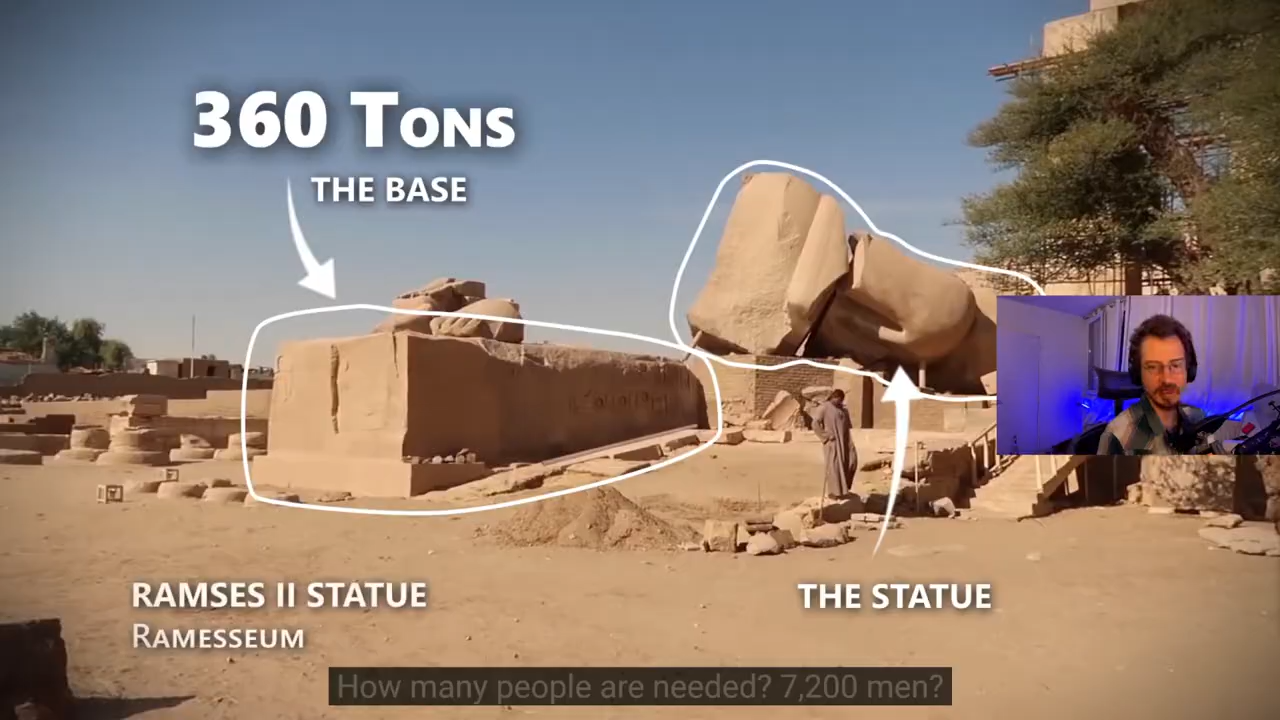 360 Tons
THE BASE
RAMSES II STATUE
Ramesseum
THE STATUE
How many people are needed? 7,200 men?